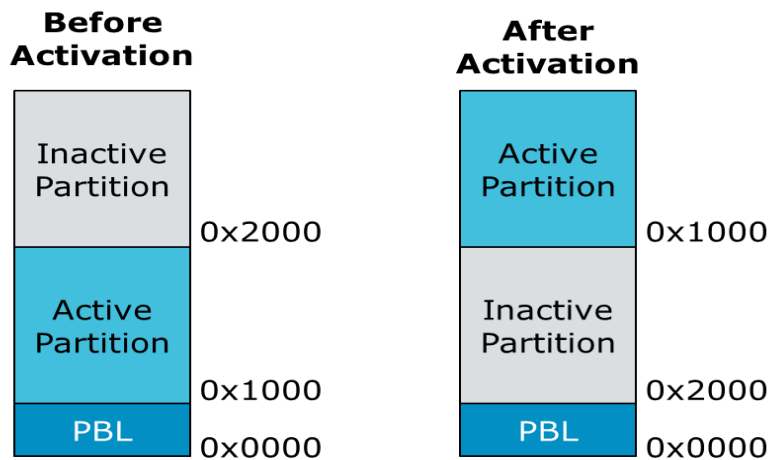 Before
Activation
Inactive
Partition
0x2000
Active
Partition
0x1000
PBL
0x0000
After
Activation
Active
Partition
0x1000
Inactive
Partition
0x2000
PBL
0x0000